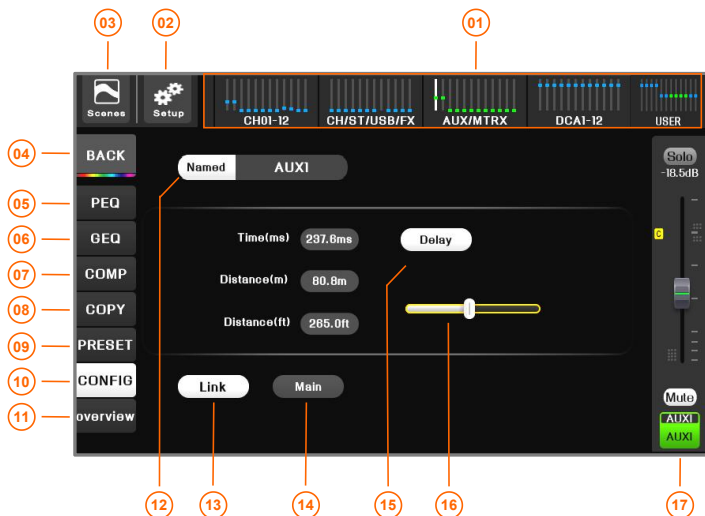 03 02 01
Scenes Setup CH01-12 CH/ST/USB/FX AUX/MTRX DCA1-12 USER
04 BACK Named AUX1 Solo
-18.5dB
05 PEQ
06 GEQ Time(ms) 237.6ms Delay C
07 COMP Distance(m) 80.8m
08 COPY Distance(ft) 265.0ft
09 PRESET
10 CONFIG Link Main Mute
11 overview AUX1
AUX1
12 13 14 15 16 17